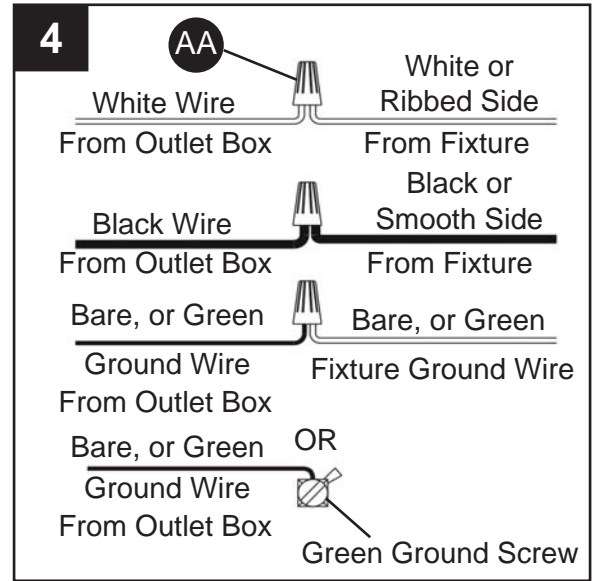 4
AA
White Wire
From Outlet Box
White or
Ribbed Side
From Fixture
Black Wire
From Outlet Box
Black or
Smooth Side
From Fixture
Bare, or Green
Ground Wire
From Outlet Box
Bare, or Green
Fixture Ground Wire
OR
Bare, or Green
Ground Wire
From Outlet Box
Green Ground Screw